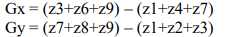 Gx = (z3+z6+z9) – (z1+z4+z7)
Gy = (z7+z8+z9) – (z1+z2+z3)